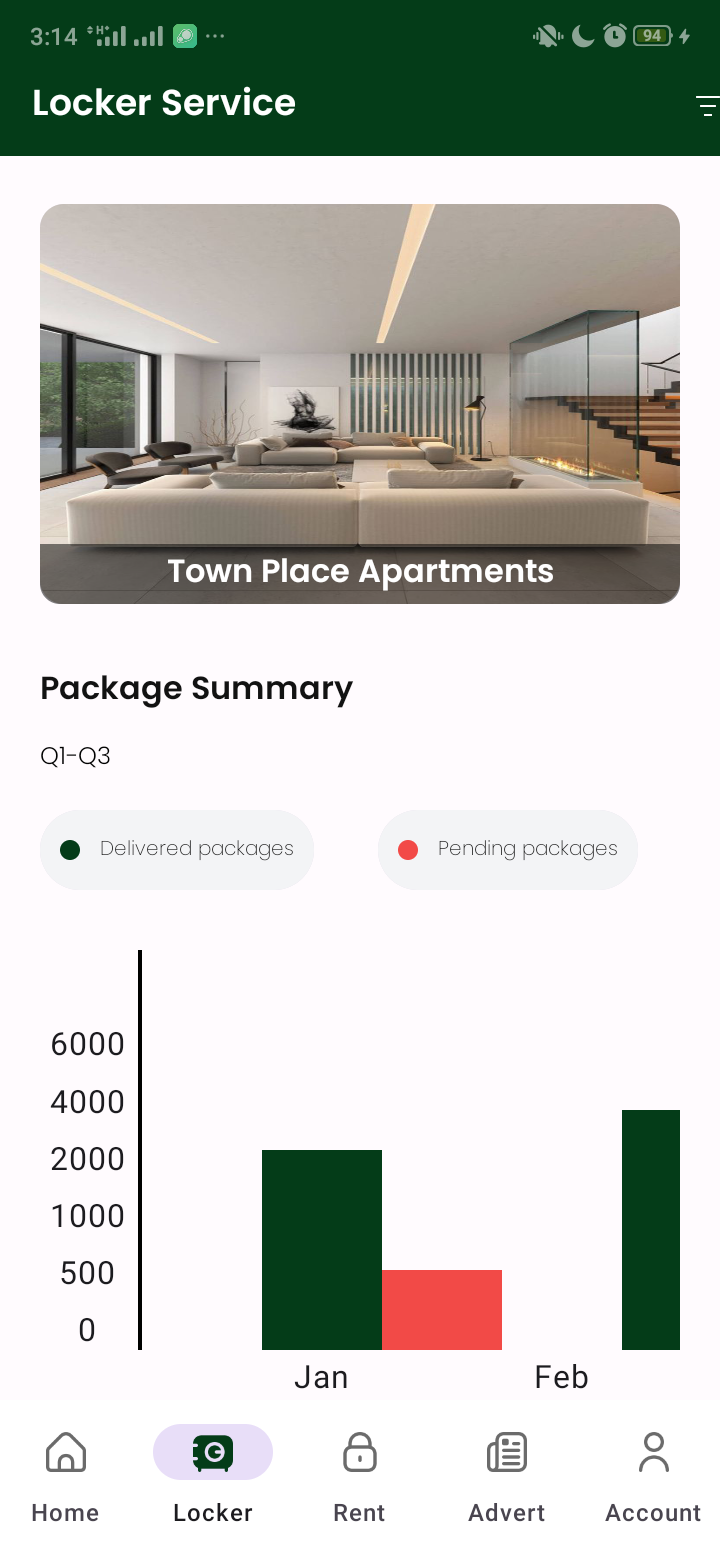 3:14 H+ 94
Locker Service
Town Place Apartments
Package Summary
Q1-Q3
Delivered packages Pending packages
6000
4000
2000
1000
500
0
Jan Feb
Home Locker Rent Advert Account